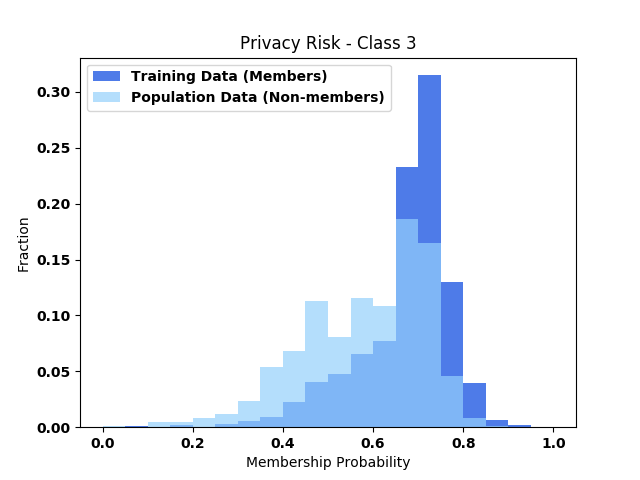 Privacy Risk - Class 3
Training Data (Members)
Population Data (Non-members)
0.30
0.25
0.20
0.15
0.10
0.05
0.00
Fraction
0.0 0.2 0.4 0.6 0.8 1.0
Membership Probability